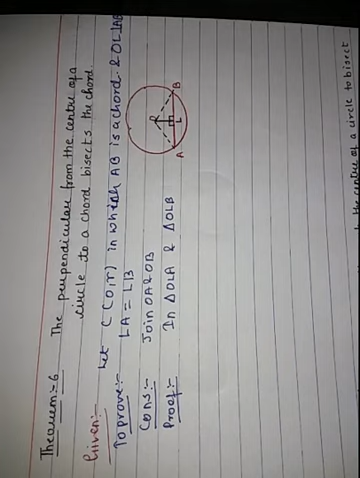 Theorem:-6 The perpendicular from the centre of a
circle to a chord bisects the chord.
Given:- Let C(O,r) in which AB is a chord & OL⊥AB
To prove:- LA = LB
Cons:- Join OA & OB
Proof:- In ΔOLA & ΔOLB
A
L
B
the centre of a circle to bisect